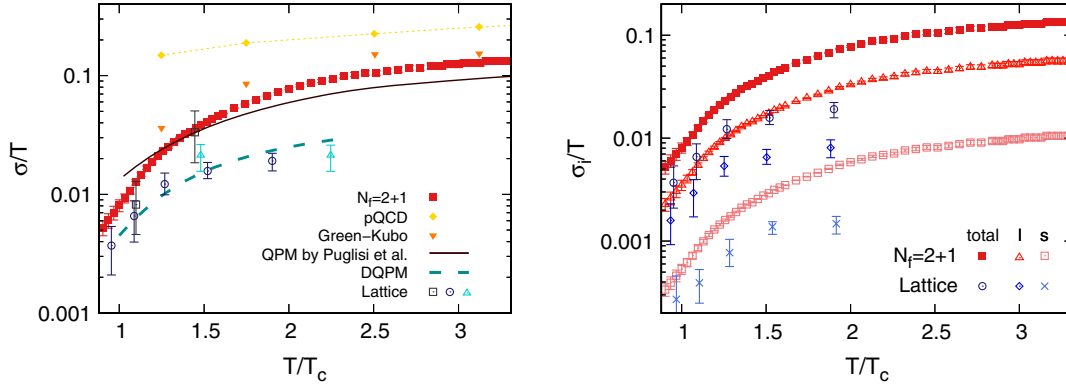 0.1
0.01
0.001
σ/T
1
1.5
2
2.5
3
T/T_c
N_f=2+1
pQCD
Green−Kubo
QPM by Puglisi et al.
DQPM
Lattice
0.1
0.01
0.001
σ_i/T
1
1.5
2
2.5
3
T/T_c
total l s
N_f=2+1
Lattice